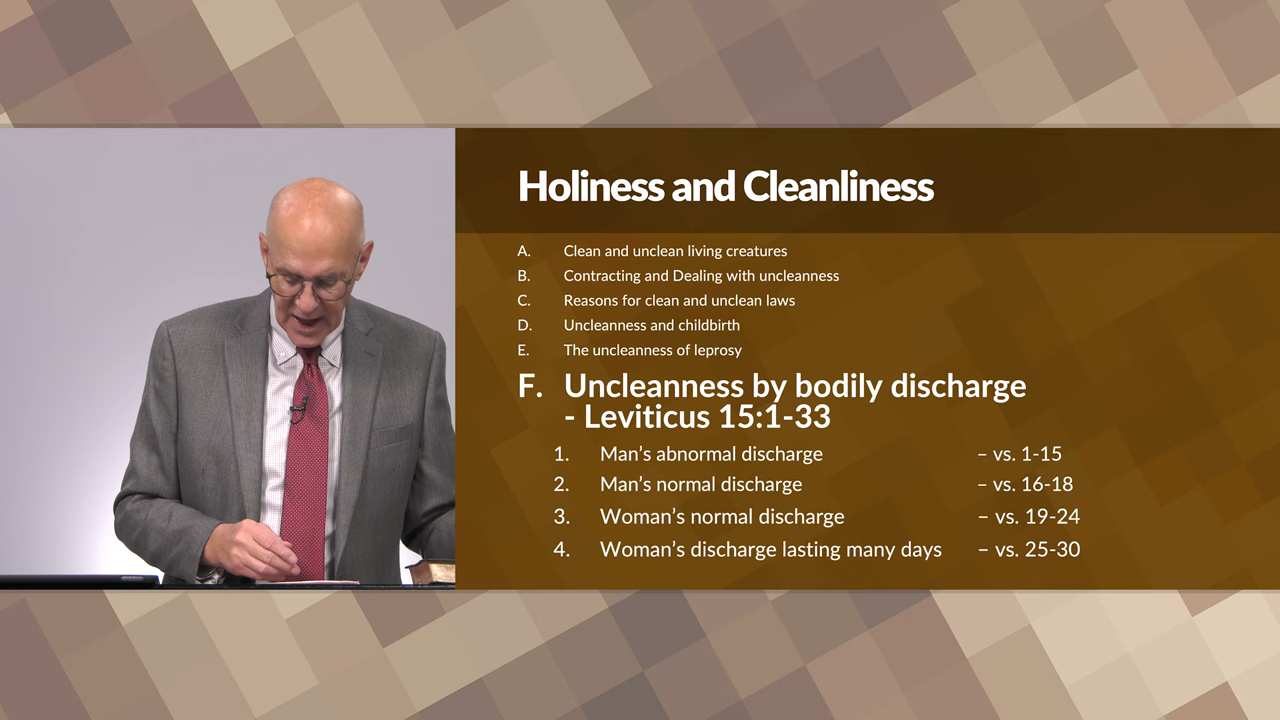 Holiness and Cleanliness
A. Clean and unclean living creatures
B. Contracting and Dealing with uncleanness
C. Reasons for clean and unclean laws
D. Uncleanness and childbirth
E. The uncleanness of leprosy
F. Uncleanness by bodily discharge
- Leviticus 15:1-33
1. Man’s abnormal discharge – vs. 1-15
2. Man’s normal discharge – vs. 16-18
3. Woman’s normal discharge – vs. 19-24
4. Woman’s discharge lasting many days – vs. 25-30